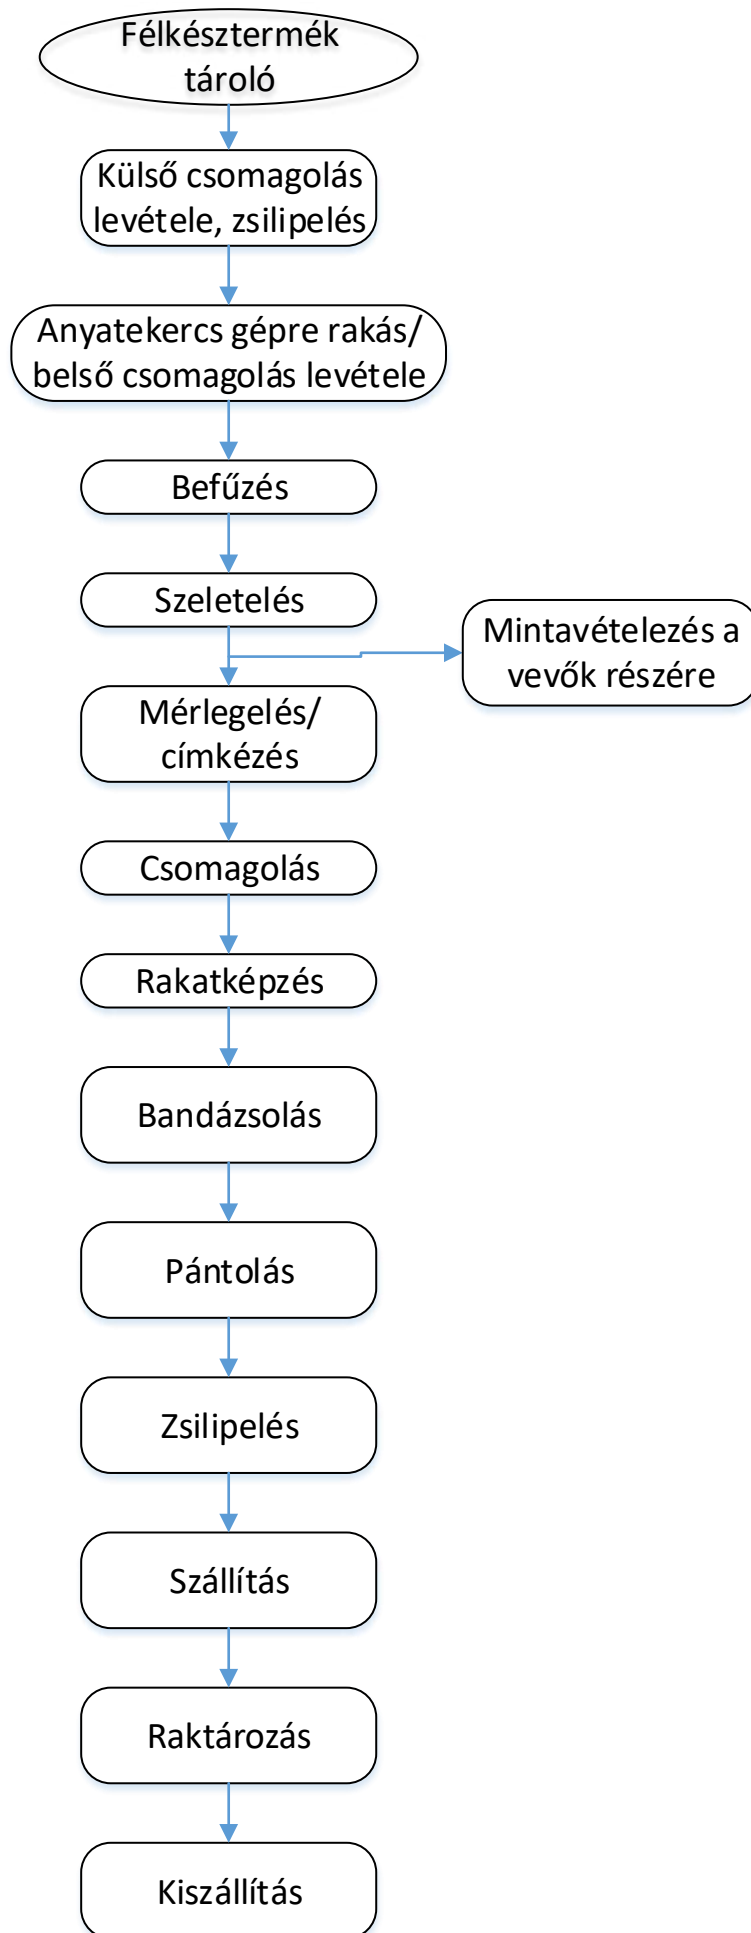 Félkésztermék
tároló
Külső csomagolás
levétele, zsilipelés
Anyatekercs gépre rakás/
belső csomagolás levétele
Befűzés
Szeletelés
Mintavételezés a
vevők részére
Mérlegelés/
címkézés
Csomagolás
Rakatképzés
Bandázsolás
Pántolás
Zsilipelés
Szállítás
Raktározás
Kiszállítás